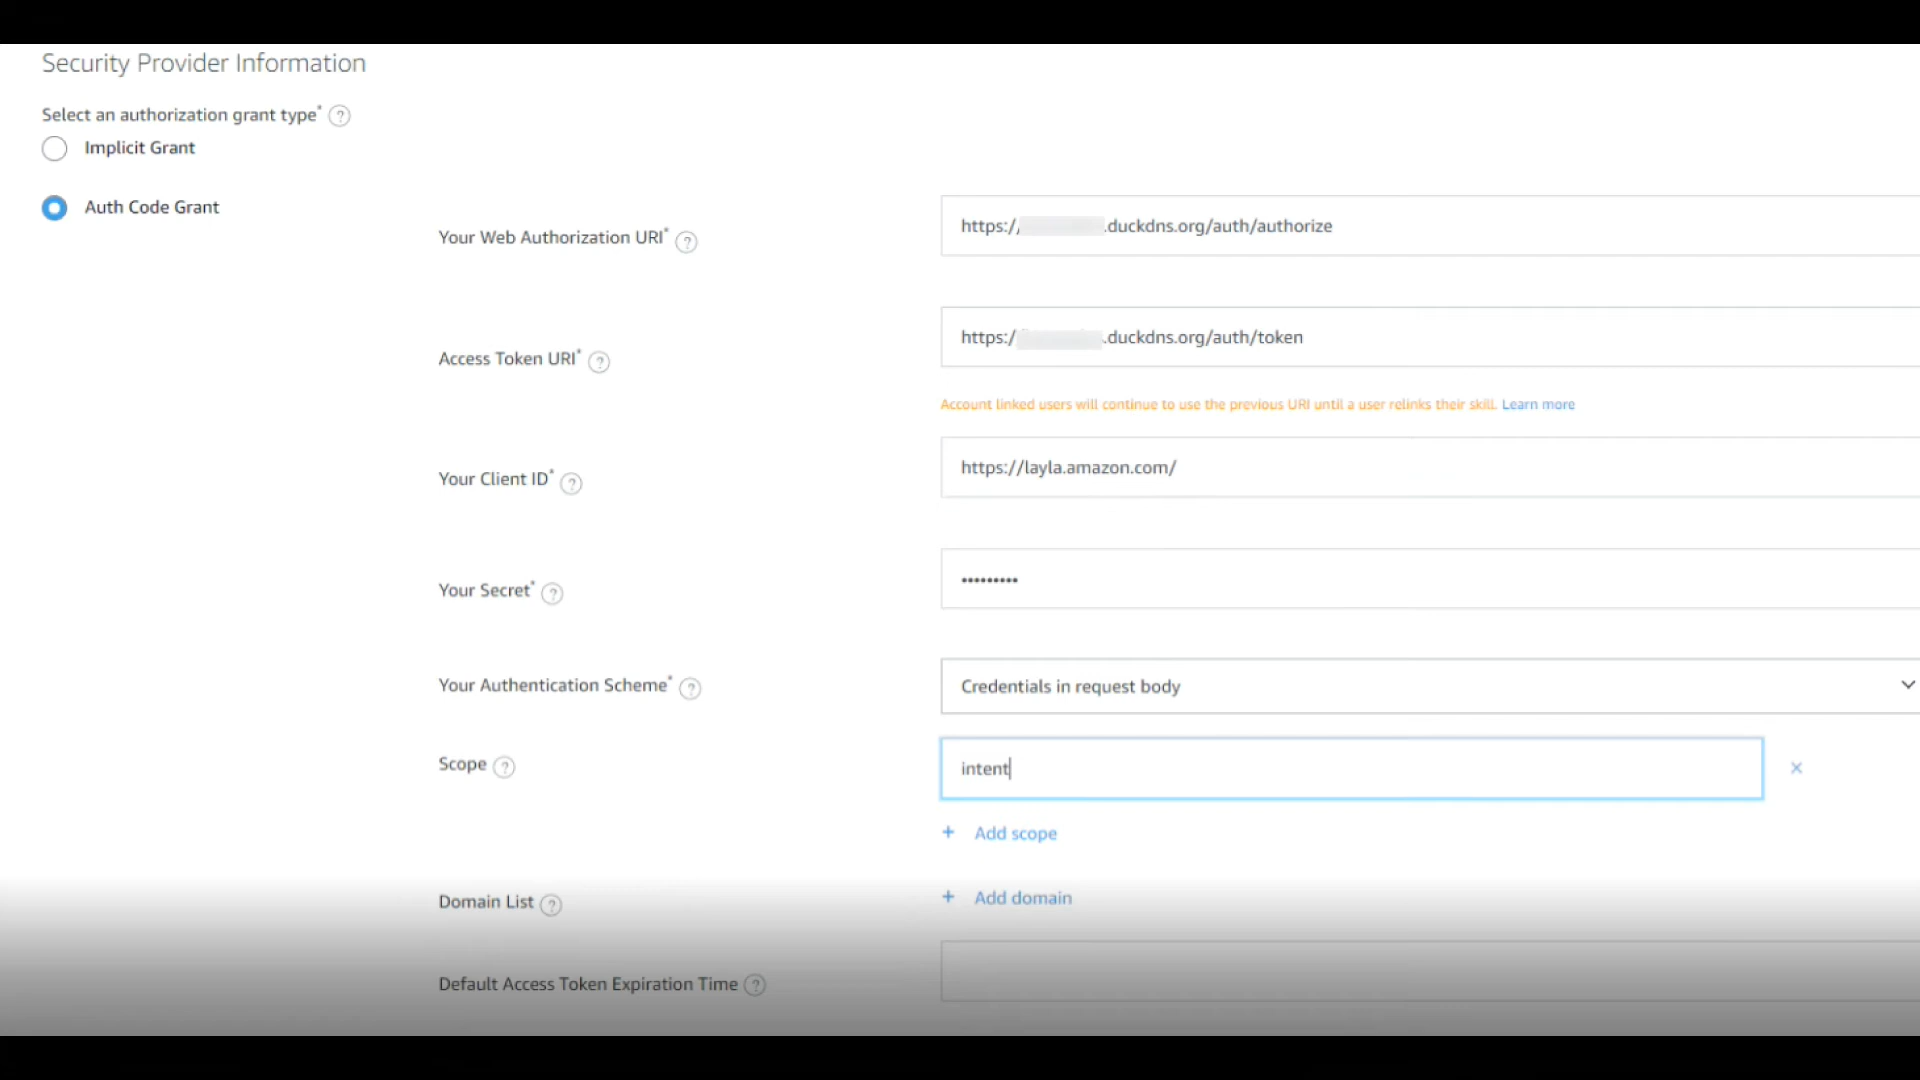 Security Provider Information
Select an authorization grant type* ?
Implicit Grant
Auth Code Grant
Your Web Authorization URI* ?
https:/ .duckdns.org/auth/authorize
Access Token URI* ?
https:/ .duckdns.org/auth/token
Account linked users will continue to use the previous URI until a user relinks their skill. Learn more
Your Client ID* ?
https://layla.amazon.com/
Your Secret* ?
•••••••••
Your Authentication Scheme* ?
Credentials in request body
Scope ?
intent
+ Add scope
Domain List ?
+ Add domain
Default Access Token Expiration Time ?